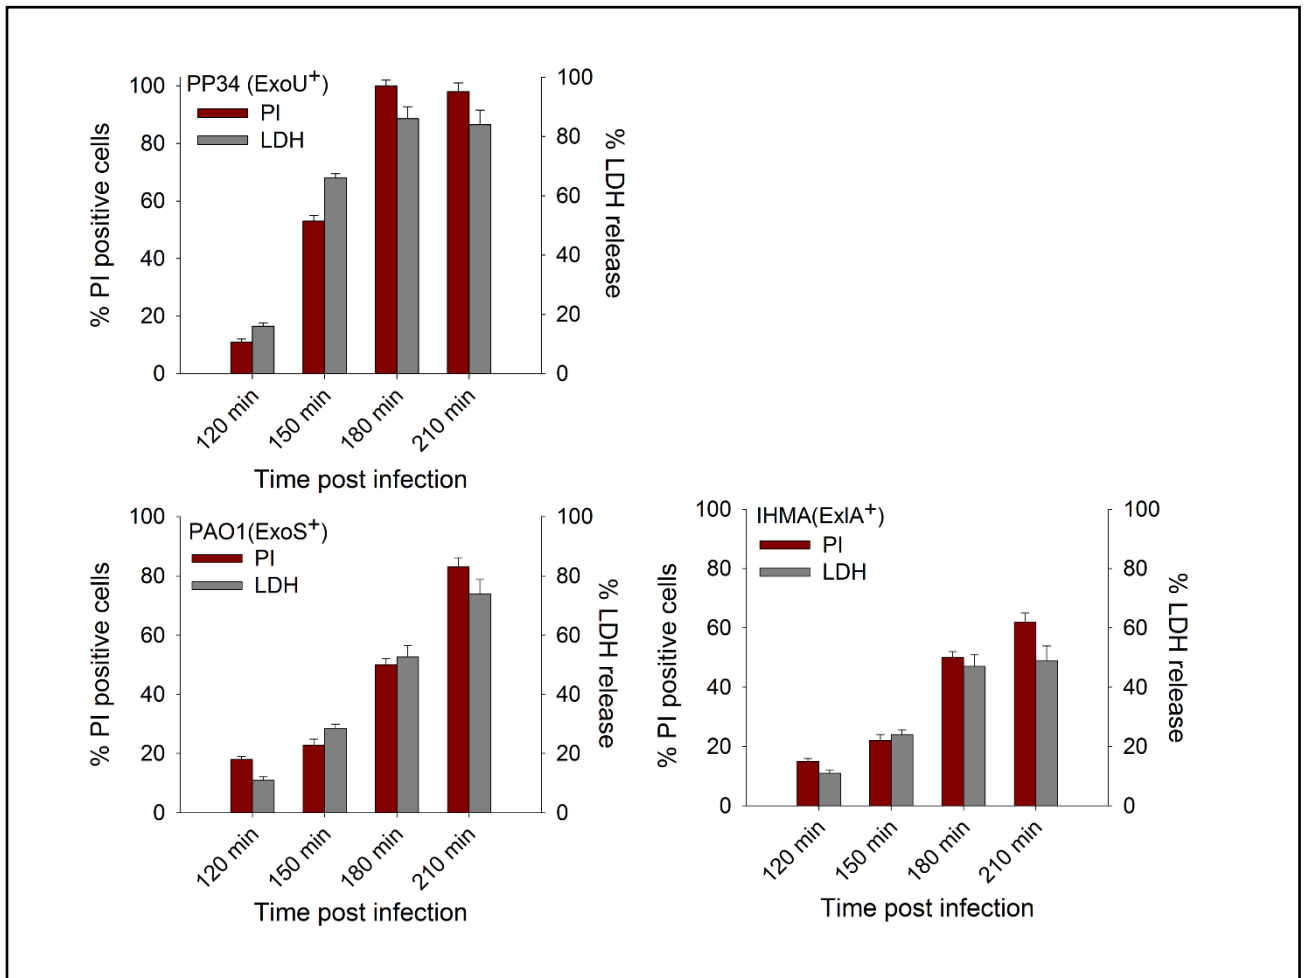 PP34 (ExoU+)
PI
LDH
% PI positive cells
100
80
60
40
20
0
% LDH release
100
80
60
40
20
0
120 min
150 min
180 min
210 min
Time post infection
PAO1(ExoS+)
PI
LDH
% PI positive cells
100
80
60
40
20
0
% LDH release
100
80
60
40
20
0
120 min
150 min
180 min
210 min
Time post infection
IHMA(ExlA+)
PI
LDH
% PI positive cells
100
80
60
40
20
0
% LDH release
100
80
60
40
20
0
120 min
150 min
180 min
210 min
Time post infection